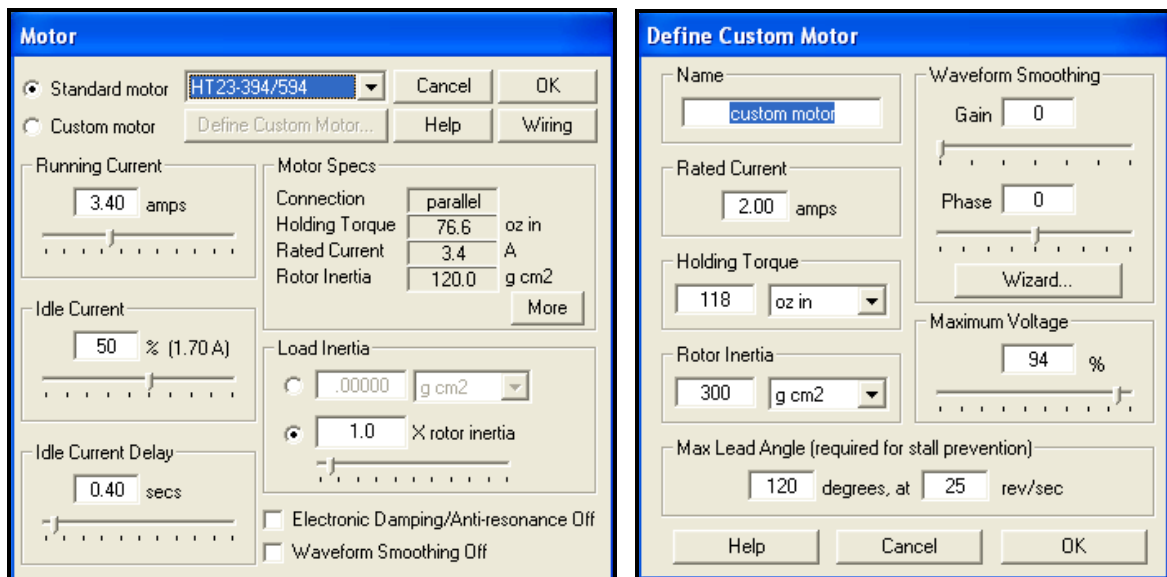 Motor
Standard motor HT23-394/594 Cancel OK
Custom motor Define Custom Motor... Help Wiring
Running Current
3.40 amps
Idle Current
50 % (1.70 A)
Idle Current Delay
0.40 secs
Motor Specs
Connection parallel
Holding Torque 76.6 oz in
Rated Current 3.4 A
Rotor Inertia 120.0 g cm2
More
Load Inertia
.00000 g cm2
1.0 X rotor inertia
Electronic Damping/Anti-resonance Off
Waveform Smoothing Off
Define Custom Motor
Name
custom motor
Rated Current
2.00 amps
Holding Torque
118 oz in
Rotor Inertia
300 g cm2
Waveform Smoothing
Gain 0
Phase 0
Wizard...
Maximum Voltage
94 %
Max Lead Angle (required for stall prevention)
120 degrees, at 25 rev/sec
Help Cancel OK